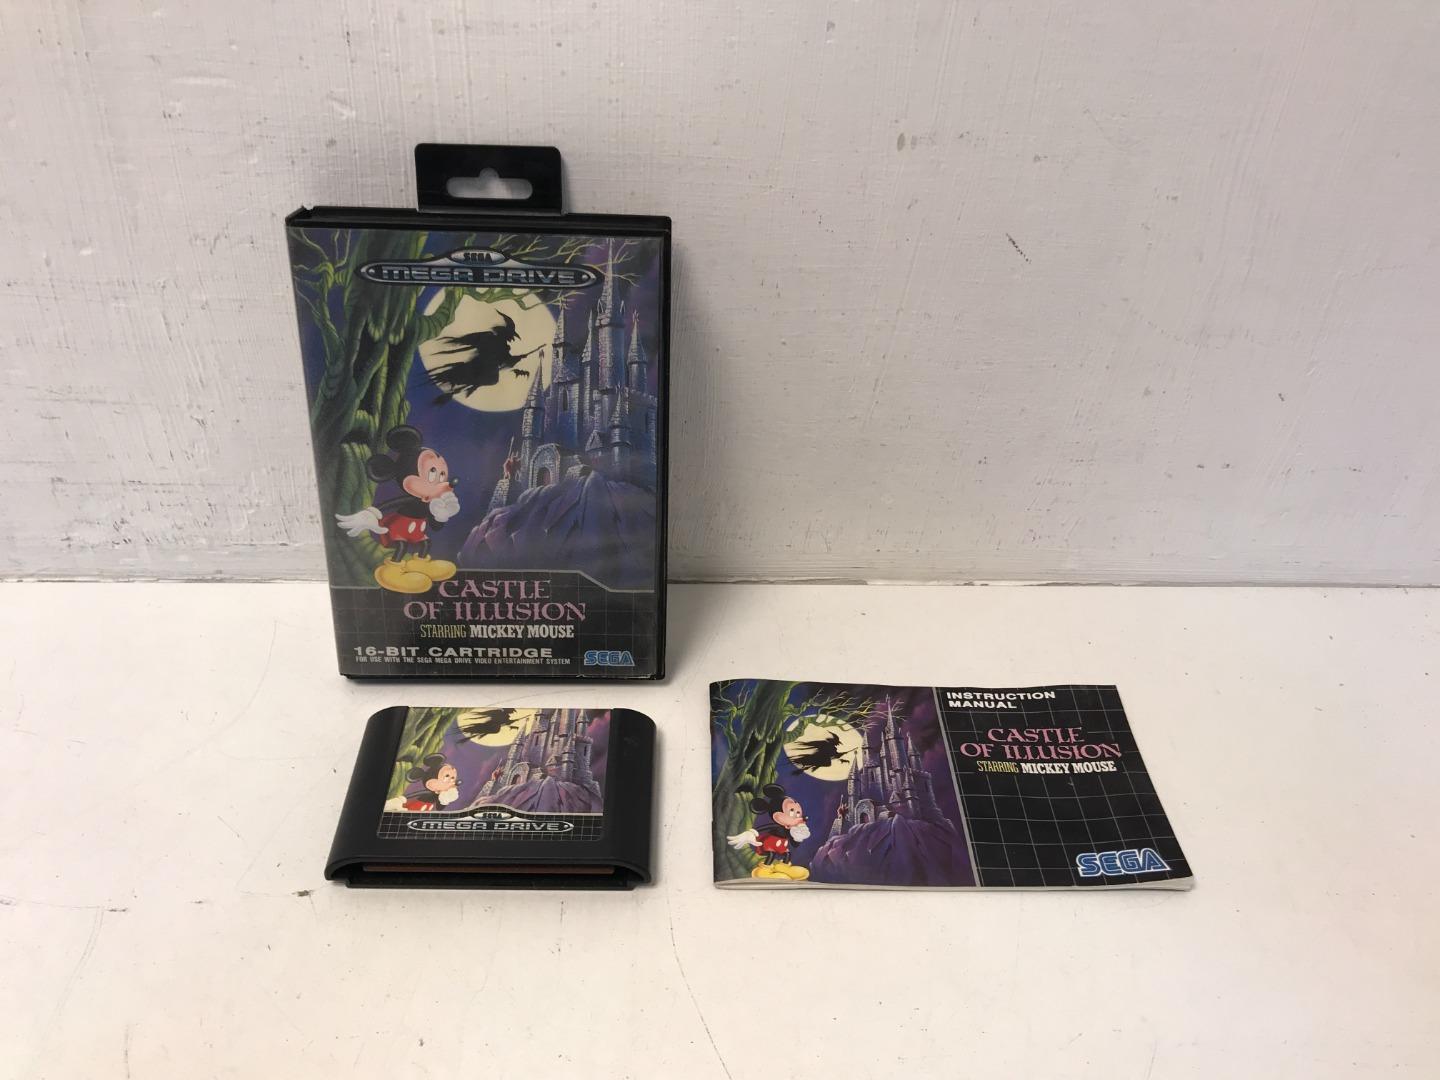 SEGA
MEGA DRIVE
CASTLE
OF ILLUSION
STARRING MICKEY MOUSE
16-BIT CARTRIDGE
FOR USE WITH THE SEGA MEGA DRIVE VIDEO ENTERTAINMENT SYSTEM
SEGA
SEGA
MEGA DRIVE
INSTRUCTION
MANUAL
CASTLE
OF ILLUSION
STARRING MICKEY MOUSE
SEGA